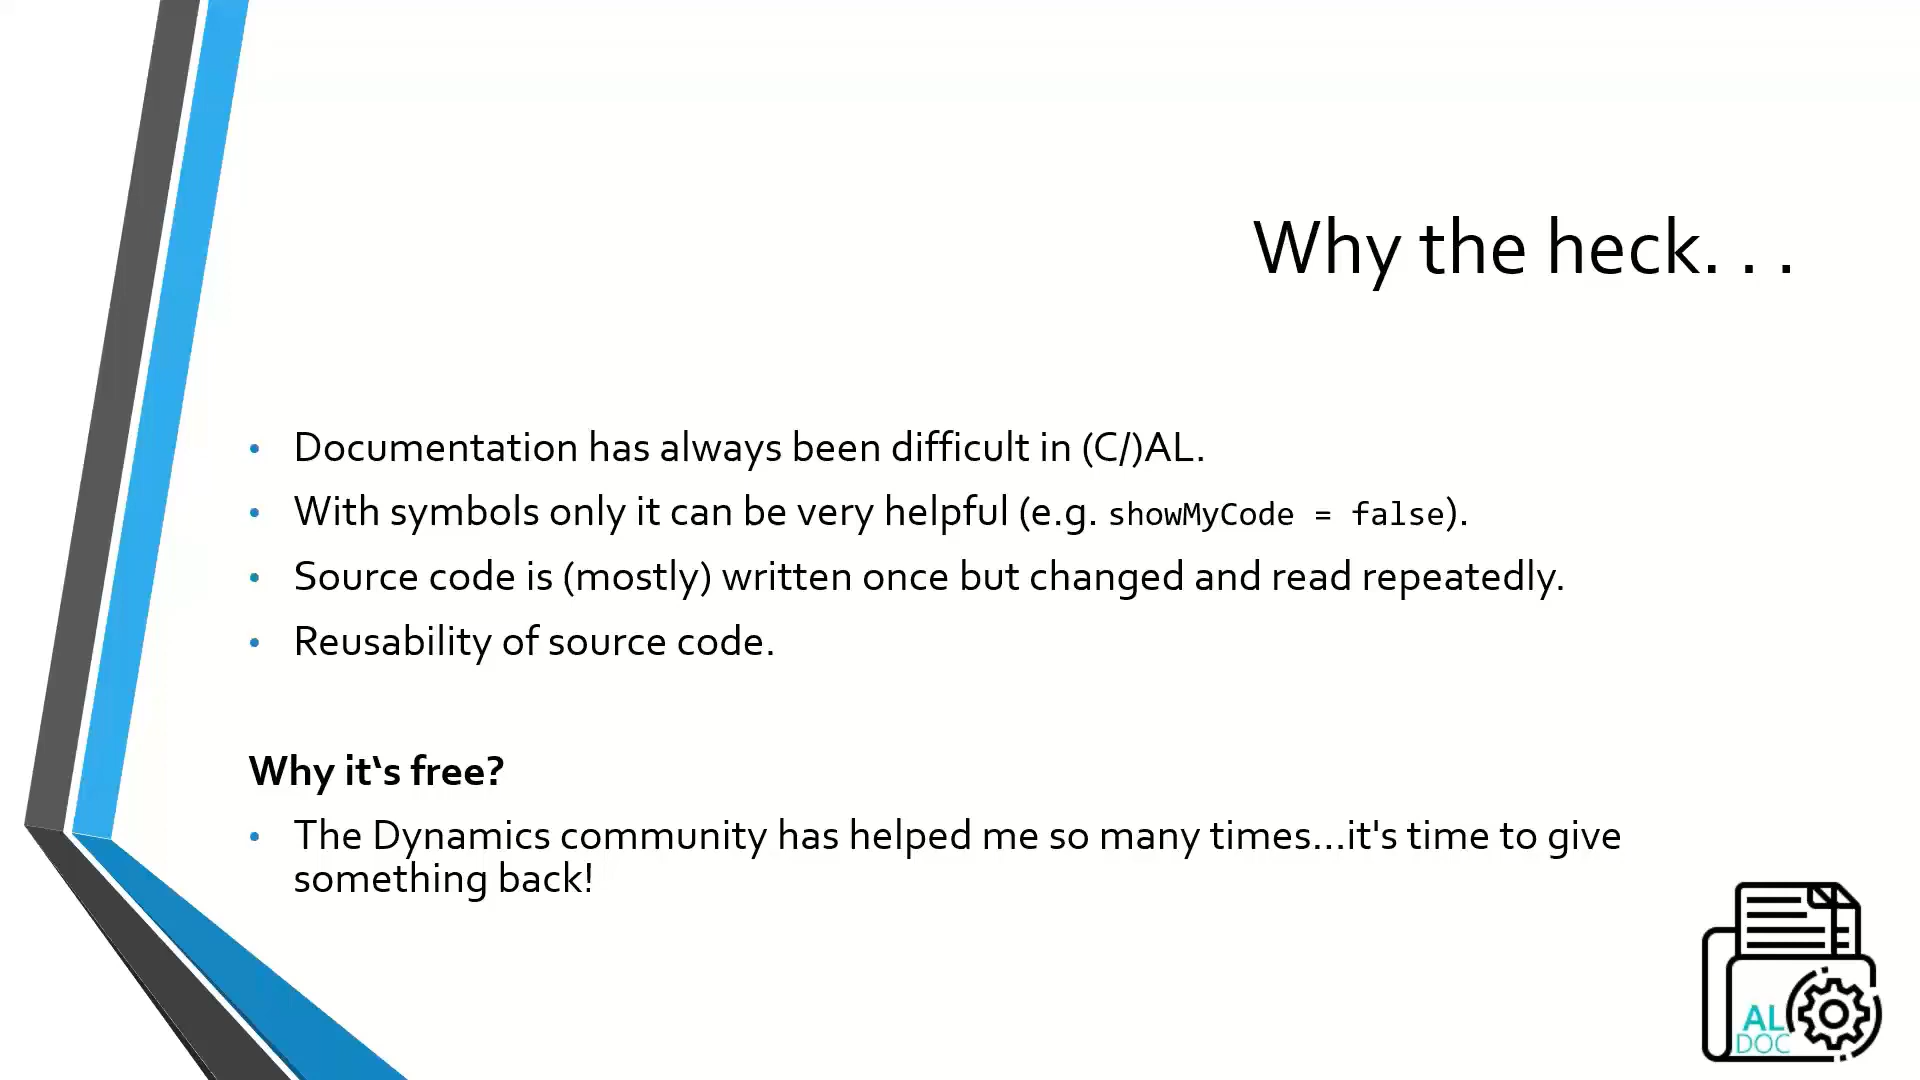 Why the heck. . .
• Documentation has always been difficult in (C/)AL.
• With symbols only it can be very helpful (e.g. showMyCode = false).
• Source code is (mostly) written once but changed and read repeatedly.
• Reusability of source code.
Why it‘s free?
• The Dynamics community has helped me so many times...it's time to give
something back!
AL
DOC